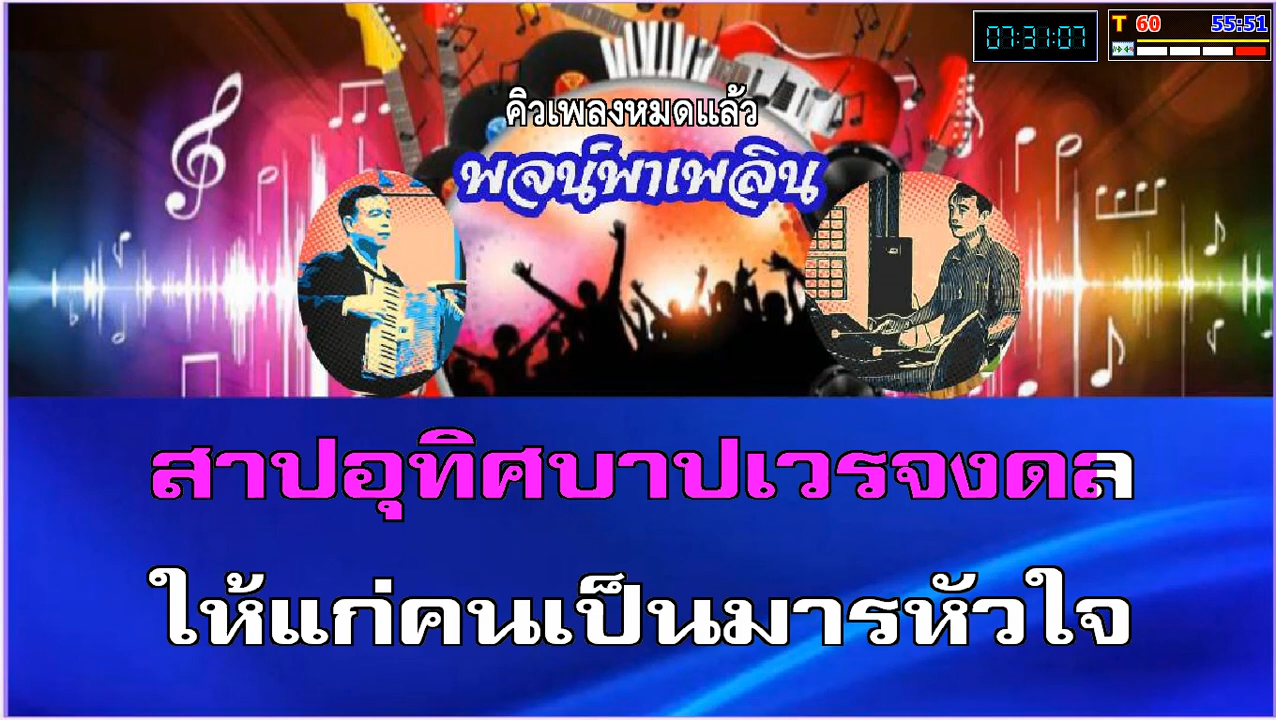 07:31:07
T 60 55:51
คิวเพลงหมดแล้ว
พจน์พาเพลิน
สาปอุทิศบาปเวรจงดล
ให้แก่คนเป็นมารหัวใจ